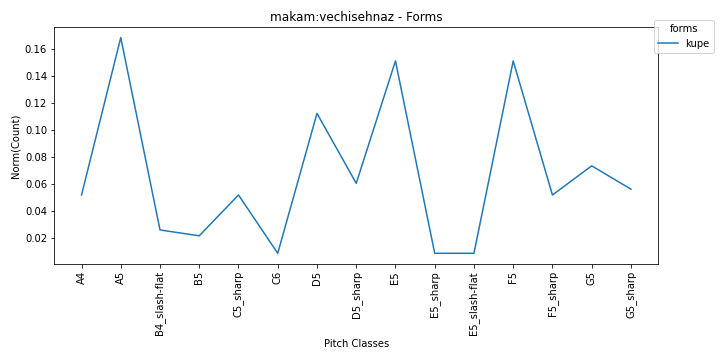 makam:vechisehnaz - Forms
forms
kupe
0.16
0.14
0.12
0.10
0.08
0.06
0.04
0.02
Norm(Count)
A4
A5
B4_slash-flat
B5
C5_sharp
C6
D5
D5_sharp
E5
E5_sharp
E5_slash-flat
F5
F5_sharp
G5
G5_sharp
Pitch Classes